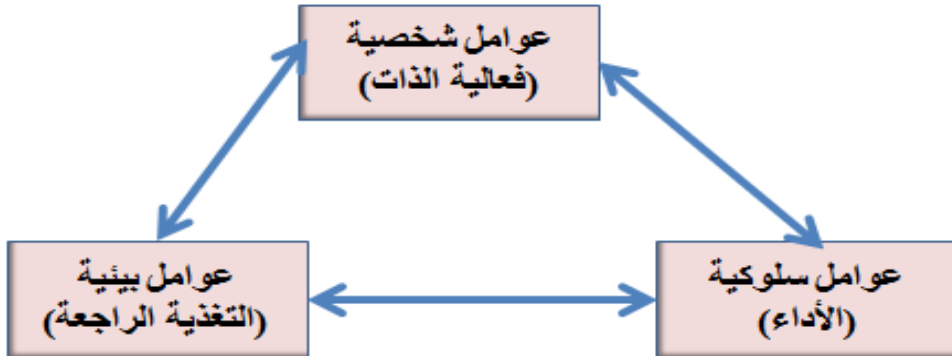 عوامل شخصية
(فعالية الذات)
عوامل سلوكية
(الأداء)
عوامل بيئية
(التغذية الراجعة)